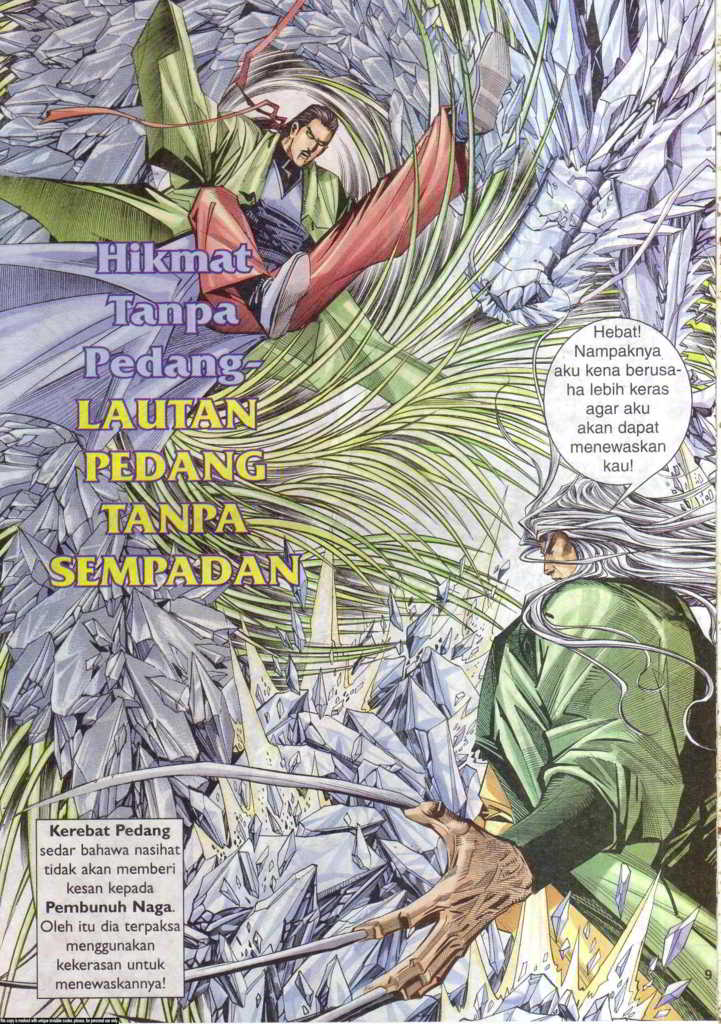 Hikmat
Tanpa
Pedang-
LAUTAN
PEDANG
TANPA
SEMPADAN
Hebat!
Nampaknya
aku kena berusa-
ha lebih keras
agar aku
akan dapat
menewaskan
kau!
Kerebat Pedang
sedar bahawa nasihat
tidak akan memberi
kesan kepada
Pembunuh Naga.
Oleh itu dia terpaksa
menggunakan
kekerasan untuk
menewaskannya!
9